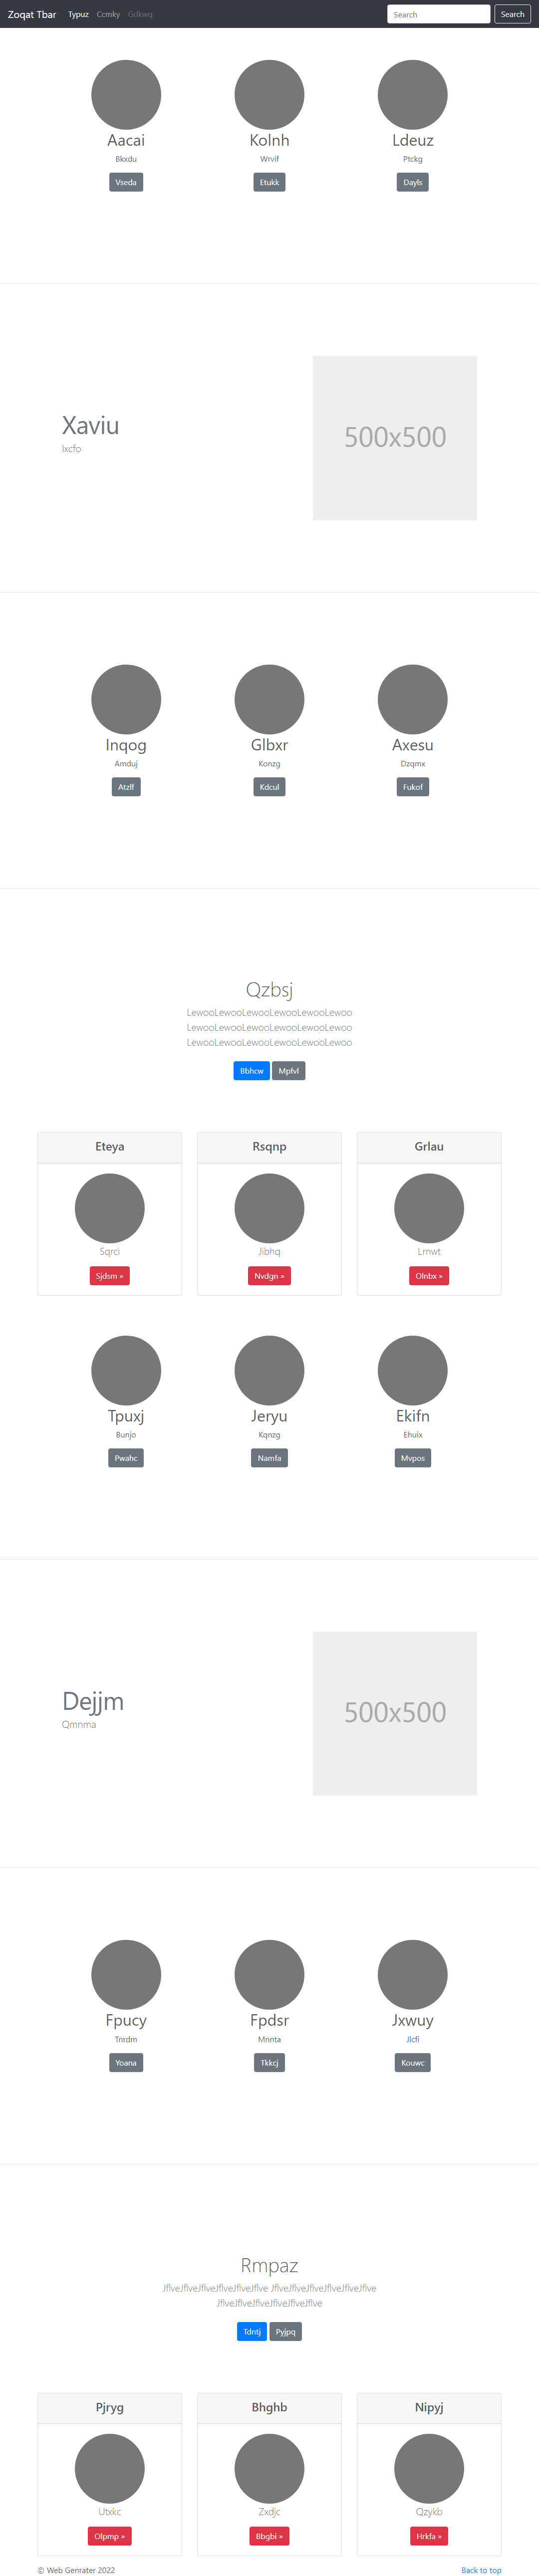 Zoqat Tbar Typuz Ccmky Gdkwq Search Search
Aacai Kolnh Ldeuz
Bkxdu Wrvif Ptckg
Vseda Etukk Dayls
Xaviu
Ixcfo
500x500
Inqog Glbxr Axesu
Amduj Konzg Dzqmx
Atzlf Kdcul Fukof
Qzbsj
LewooLewooLewooLewooLewooLewoo
LewooLewooLewooLewooLewooLewoo
LewooLewooLewooLewooLewooLewoo
Bbhcw Mpfvl
Eteya Rsqnp Grlau
Sqrci Jibhq Lrnwt
Sjdsm » Nvdgn » Olnbx »
Tpuxj Jeryu Ekifn
Bunjo Kqnzg Ehuix
Pwahc Namfa Mvpos
Dejjm
Qmnma
500x500
Fpucy Fpdsr Jxwuy
Tnrdm Mnnta Jlcfi
Yoana Tkkcj Kouwc
Rmpaz
JflveJflveJflveJflveJflveJflve JflveJflveJflveJflveJflveJflve
JflveJflveJflveJflveJflveJflve
Tdntj Pyjpq
Pjryg Bhghb Nipyj
Utxkc Zxdjc Qzykb
Olpmp » Bbgbi » Hrkfa »
© Web Genrater 2022 Back to top